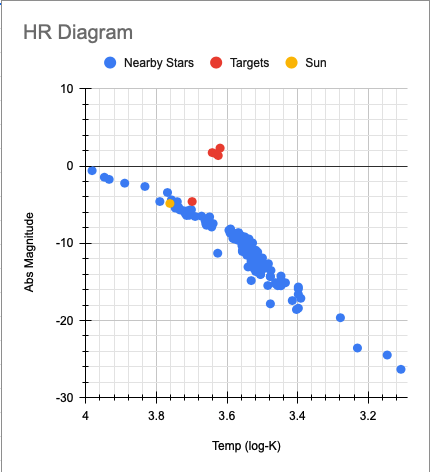 HR Diagram
Nearby Stars Targets Sun
10
0
-10
-20
-30
Abs Magnitude
4 3.8 3.6 3.4 3.2
Temp (log-K)